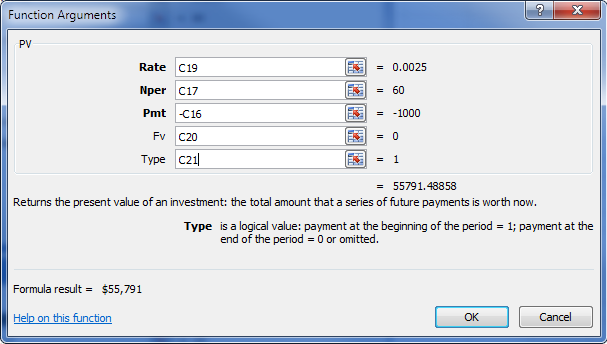 Function Arguments
PV
Rate C19 = 0.0025
Nper C17 = 60
Pmt -C16 = -1000
Fv C20 = 0
Type C21 = 1
= 55791.48858
Returns the present value of an investment: the total amount that a series of future payments is worth now.
Type is a logical value: payment at the beginning of the period = 1; payment at the
end of the period = 0 or omitted.
Formula result = $55,791
Help on this function OK Cancel